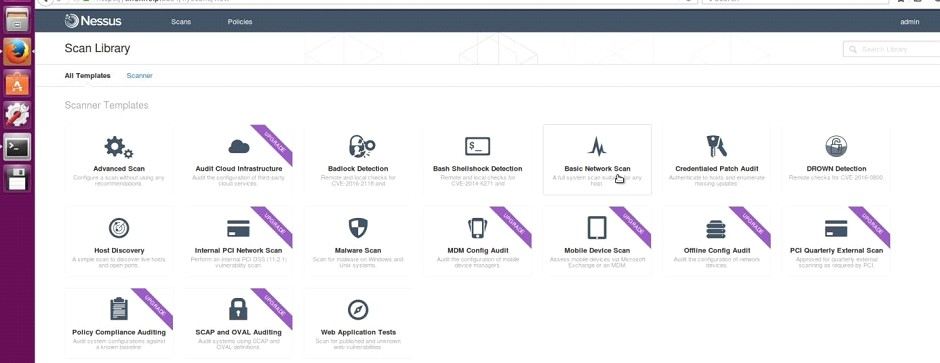 Nessus
Scans
Policies
admin
Scan Library
Search Library
All Templates
Scanner
Scanner Templates
Advanced Scan
Configure a scan without using any
recommendations.
UPGRADE
Audit Cloud Infrastructure
Audit the configuration of third-party
cloud services.
Badlock Detection
Remote and local checks for
CVE-2016-2118 and
Bash Shellshock Detection
Remote and local checks for
CVE-2014-6271 and
Basic Network Scan
A full system scan suitable for any
host.
Credentialed Patch Audit
Authenticate to hosts and enumerate
missing updates.
DROWN Detection
Remote checks for CVE-2016-0800.
Host Discovery
A simple scan to discover live hosts
and open ports.
UPGRADE
Internal PCI Network Scan
Perform an internal PCI DSS (11.2.1)
vulnerability scan.
Malware Scan
Scan for malware on Windows and
Unix systems.
UPGRADE
MDM Config Audit
Audit the configuration of mobile
device managers.
UPGRADE
Mobile Device Scan
Assess mobile devices via Microsoft
Exchange or an MDM.
UPGRADE
Offline Config Audit
Audit the configuration of network
devices.
UPGRADE
PCI Quarterly External Scan
Approved for quarterly external
scanning as required by PCI.
UPGRADE
Policy Compliance Auditing
Audit system configurations against
a known baseline.
UPGRADE
SCAP and OVAL Auditing
Audit systems using SCAP and
OVAL definitions.
Web Application Tests
Scan for published and unknown
web vulnerabilities.